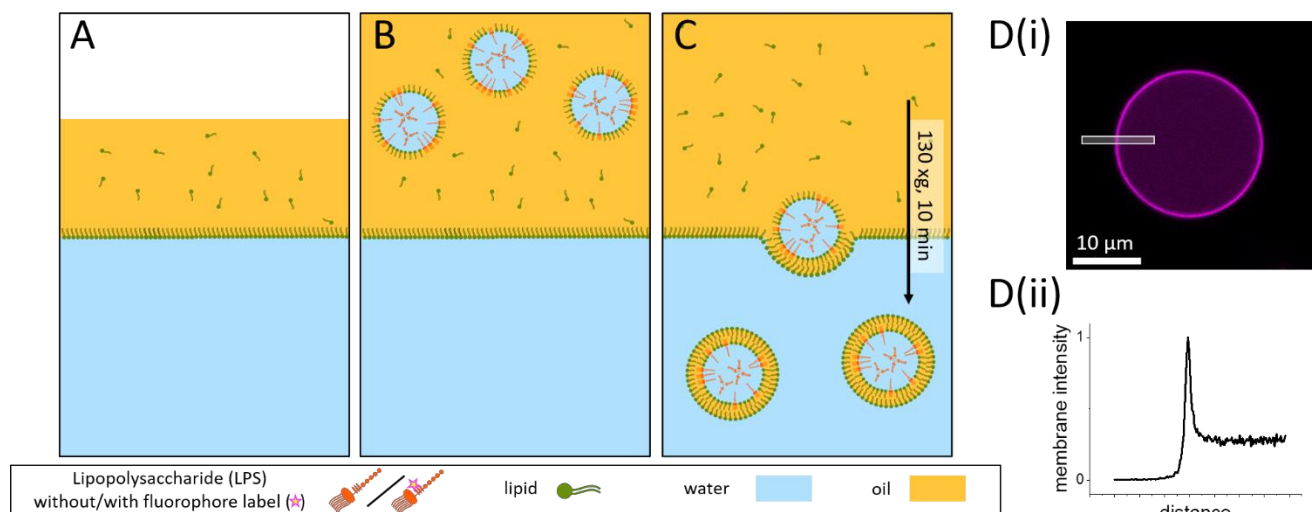 A
B
C
130 xg, 10 min
D(i)
10 µm
D(ii)
membrane intensity
1
0
distance
Lipopolysaccharide (LPS)
without/with fluorophore label ( )
lipid
water
oil